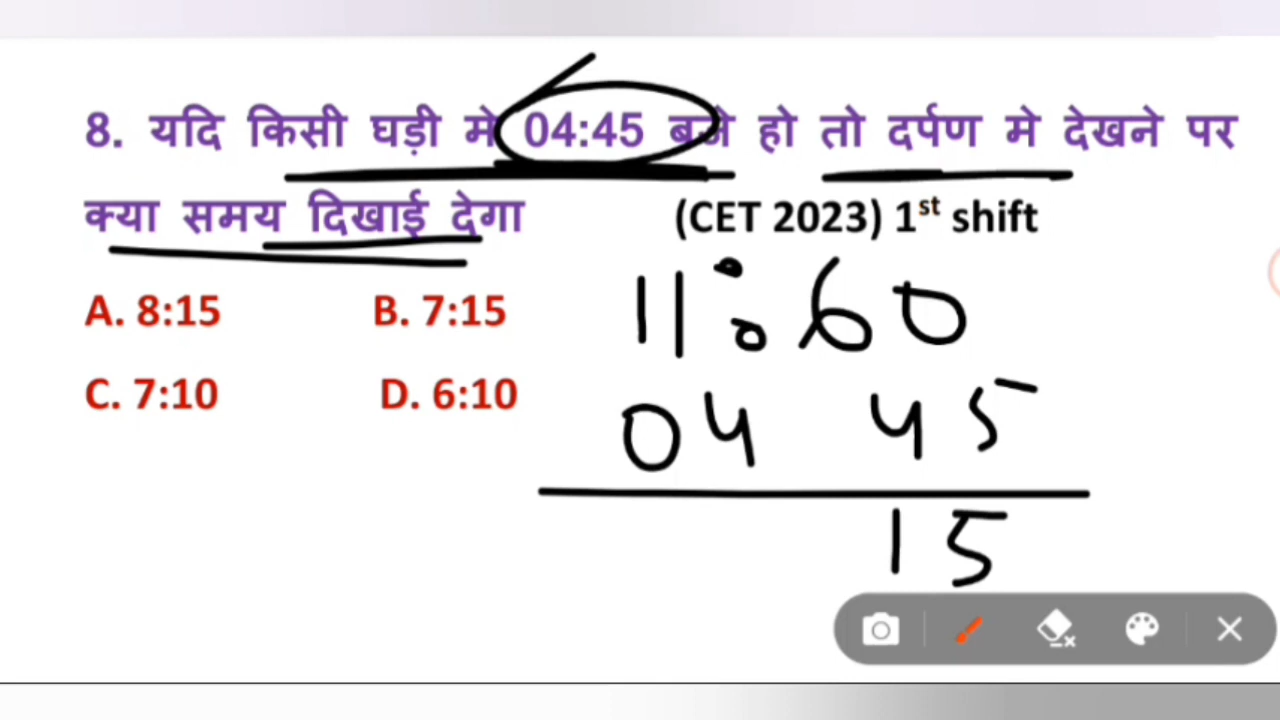 8. यदि किसी घड़ी मे 04:45 बजे हो तो दर्पण मे देखने पर
क्या समय दिखाई देगा (CET 2023) 1st shift
A. 8:15 B. 7:15
C. 7:10 D. 6:10
11:60
04 45
15